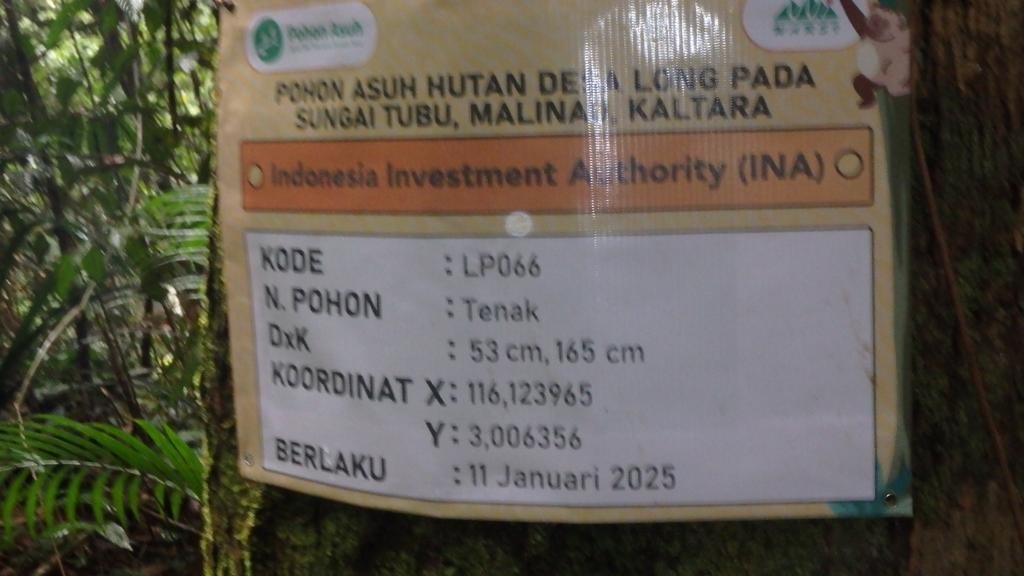 Pohon Asuh
POHON ASUH HUTAN DESA LONG PADA
SUNGAI TUBU, MALINAU, KALTARA
Indonesia Investment Authority (INA)
KODE : LP066
N. POHON : Tenak
DxK : 53 cm, 165 cm
KOORDINAT X : 116,123965
Y : 3,006356
BERLAKU : 11 Januari 2025